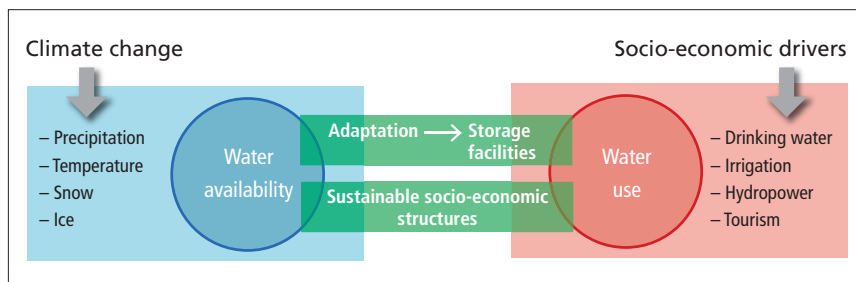 Climate change
Socio-economic drivers
– Precipitation
– Temperature
– Snow
– Ice
Water
availability
Adaptation → Storage
facilities
Sustainable socio-economic
structures
Water
use
– Drinking water
– Irrigation
– Hydropower
– Tourism